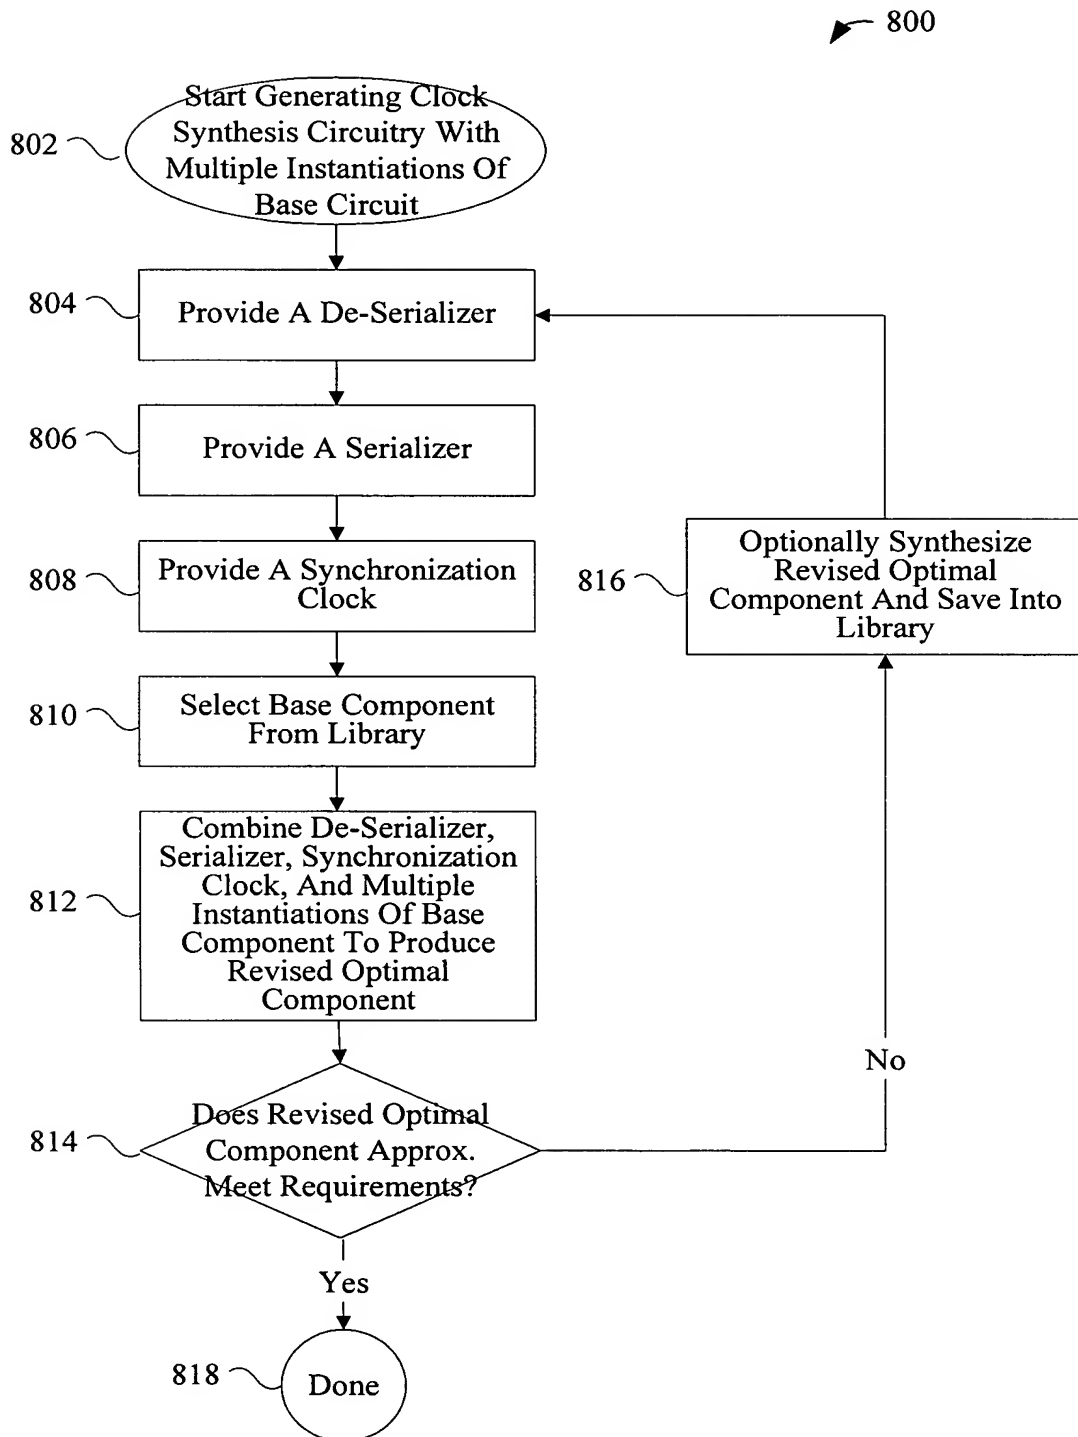 800
802
Start Generating Clock
Synthesis Circuitry With
Multiple Instantiations Of
Base Circuit
804
Provide A De-Serializer
806
Provide A Serializer
808
Provide A Synchronization
Clock
816
Optionally Synthesize
Revised Optimal
Component And Save Into
Library
810
Select Base Component
From Library
812
Combine De-Serializer,
Serializer, Synchronization
Clock, And Multiple
Instantiations Of Base
Component To Produce
Revised Optimal
Component
No
814
Does Revised Optimal
Component Approx.
Meet Requirements?
Yes
818
Done